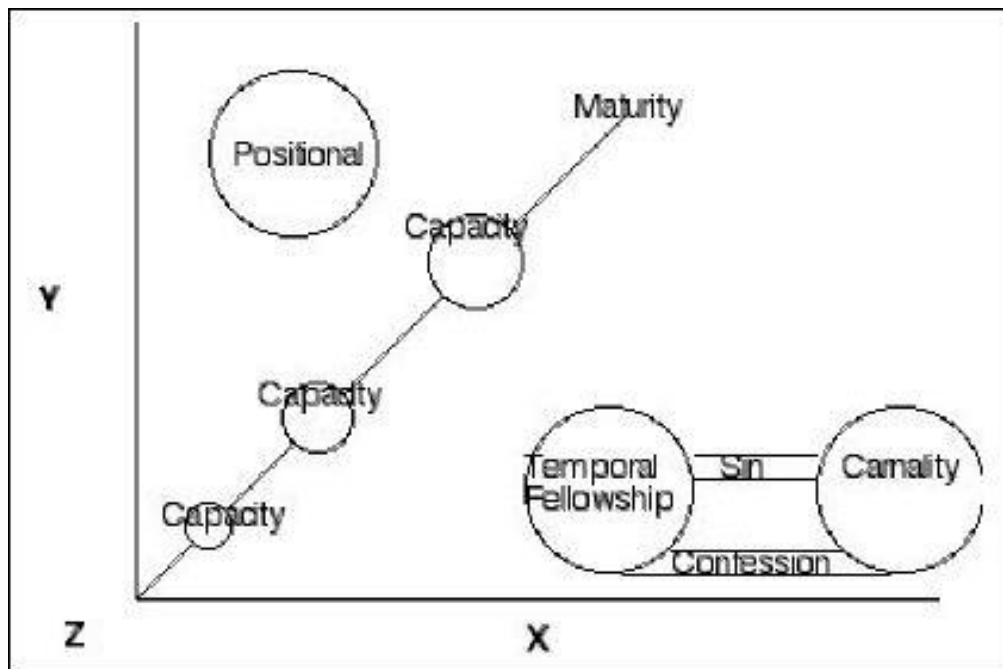 Positional
Maturity
Capacity
Y
Capacity
Temporal
Fellowship
Sin
Carnality
Capacity
Confession
Z
X